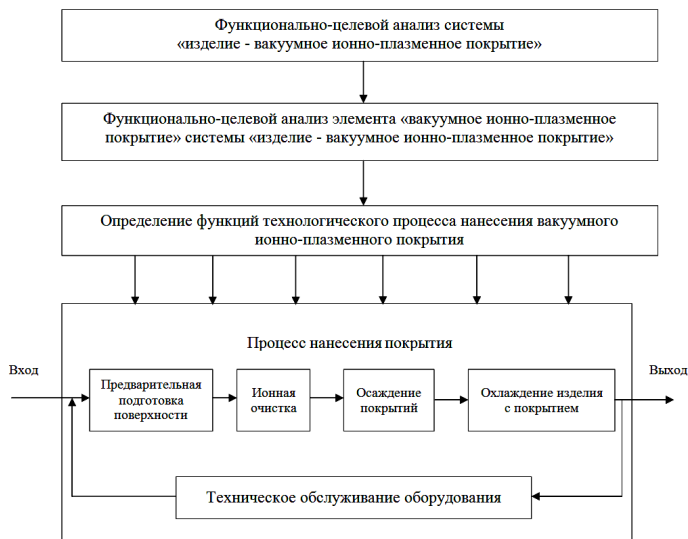 Функционально-целевой анализ системы
«изделие - вакуумное ионно-плазменное покрытие»
Функционально-целевой анализ элемента «вакуумное ионно-плазменное
покрытие» системы «изделие - вакуумное ионно-плазменное покрытие»
Определение функций технологического процесса нанесения вакуумного
ионно-плазменного покрытия
Процесс нанесения покрытия
Вход
Предварительная
подготовка
поверхности
Ионная
очистка
Осаждение
покрытий
Охлаждение изделия
с покрытием
Выход
Техническое обслуживание оборудования